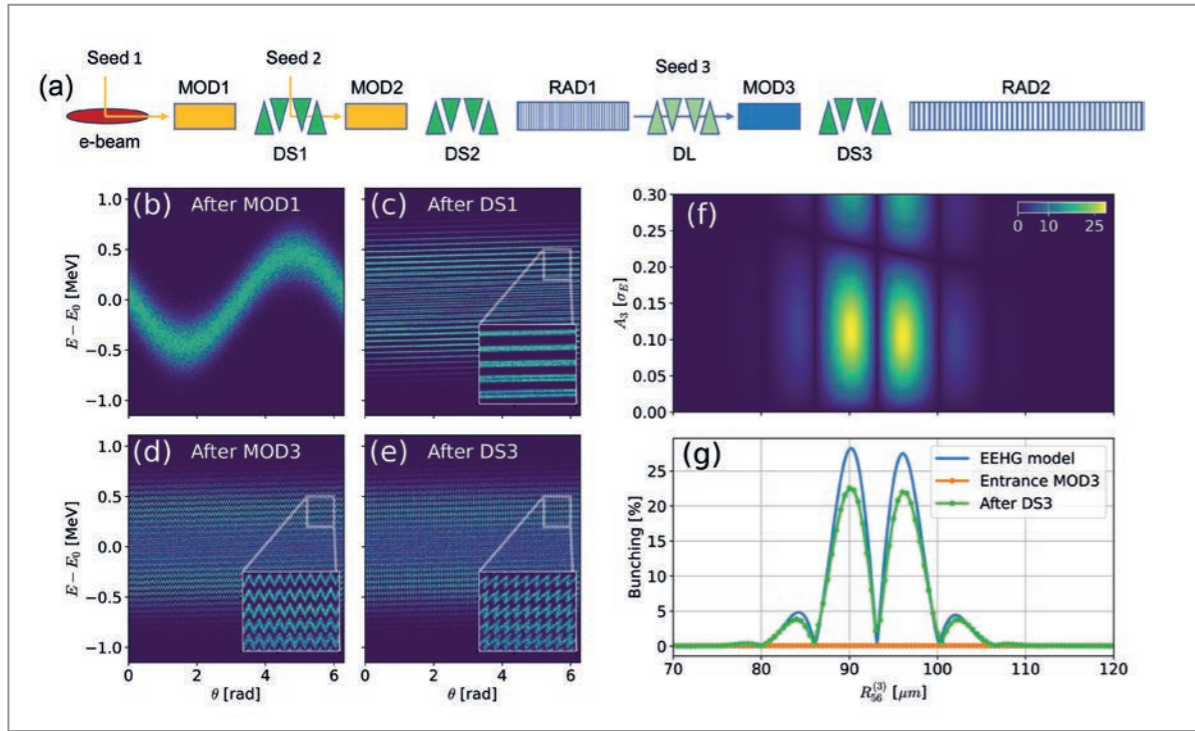 Seed 1
Seed 2
Seed 3
(a)
MOD1
MOD2
RAD1
MOD3
RAD2
e-beam
DS1
DS2
DL
DS3
(b) After MOD1
(c) After DS1
(d) After MOD3
(e) After DS3
E − E₀ [MeV]
1.0
0.5
0.0
−0.5
−1.0
E − E₀ [MeV]
1.0
0.5
0.0
−0.5
−1.0
0 2 4 6
0 2 4 6
θ [rad]
θ [rad]
(f)
0 10 25
A₃ [σ_E]
0.30
0.25
0.20
0.15
0.10
0.05
0.00
(g)
EEHG model
Entrance MOD3
After DS3
Bunching [%]
25
20
15
10
5
0
70 80 90 100 110 120
R₅₆⁽³⁾ [μm]